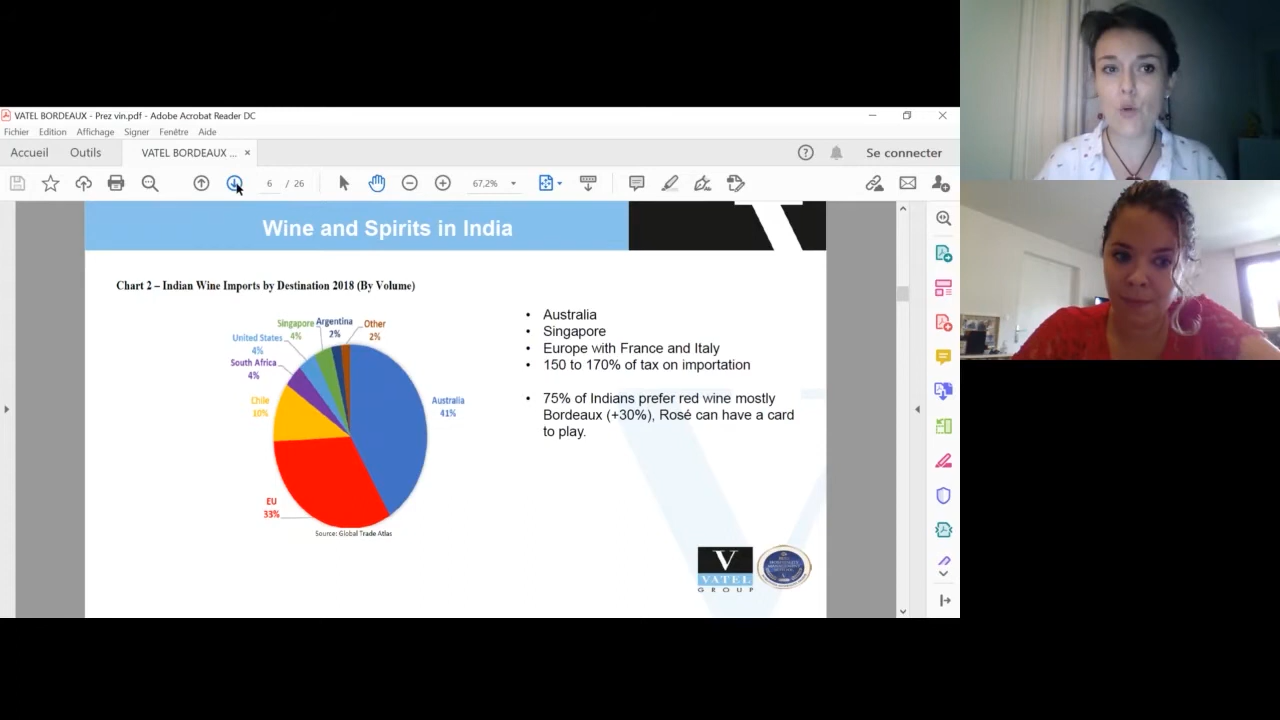 VATEL BORDEAUX - Prez vin.pdf - Adobe Acrobat Reader DC
Fichier Edition Affichage Signer Fenêtre Aide
Accueil Outils VATEL BORDEAUX ... × Se connecter
6 / 26 67,2%
Wine and Spirits in India
Chart 2 – Indian Wine Imports by Destination 2018 (By Volume)
Singapore
4%
Argentina
2%
Other
2%
United States
4%
South Africa
4%
Chile
10%
Australia
41%
EU
33%
Source: Global Trade Atlas
• Australia
• Singapore
• Europe with France and Italy
• 150 to 170% of tax on importation
• 75% of Indians prefer red wine mostly
Bordeaux (+30%), Rosé can have a card
to play.
V
VATEL
GROUP